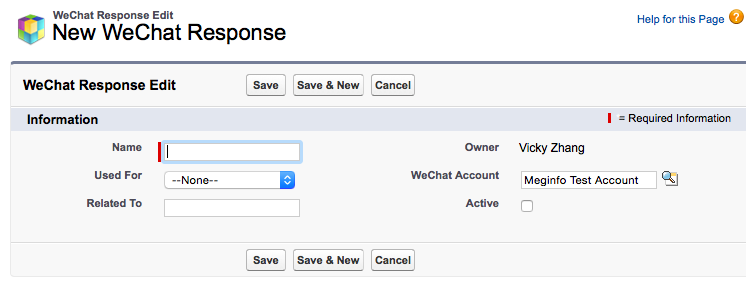 WeChat Response Edit
New WeChat Response
Help for this Page ?
WeChat Response Edit Save Save & New Cancel
Information = Required Information
Name Owner Vicky Zhang
Used For --None-- WeChat Account Meginfo Test Account
Related To Active
Save Save & New Cancel